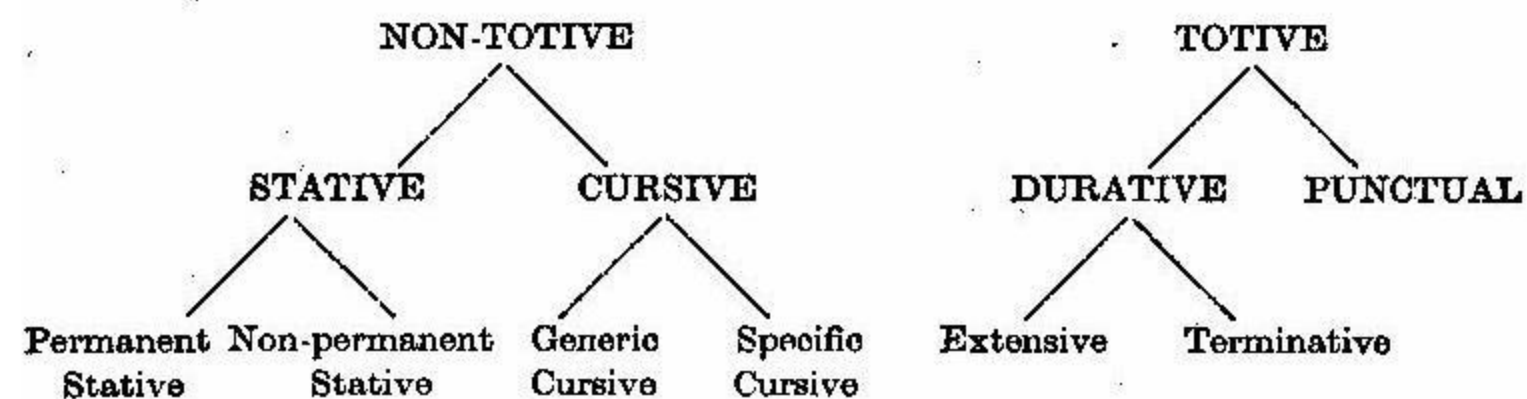 NON-TOTIVE TOTIVE
STATIVE CURSIVE DURATIVE PUNCTUAL
Permanent Non-permanent Generic Specific Extensive Terminative
Stative Stative Cursive Cursive